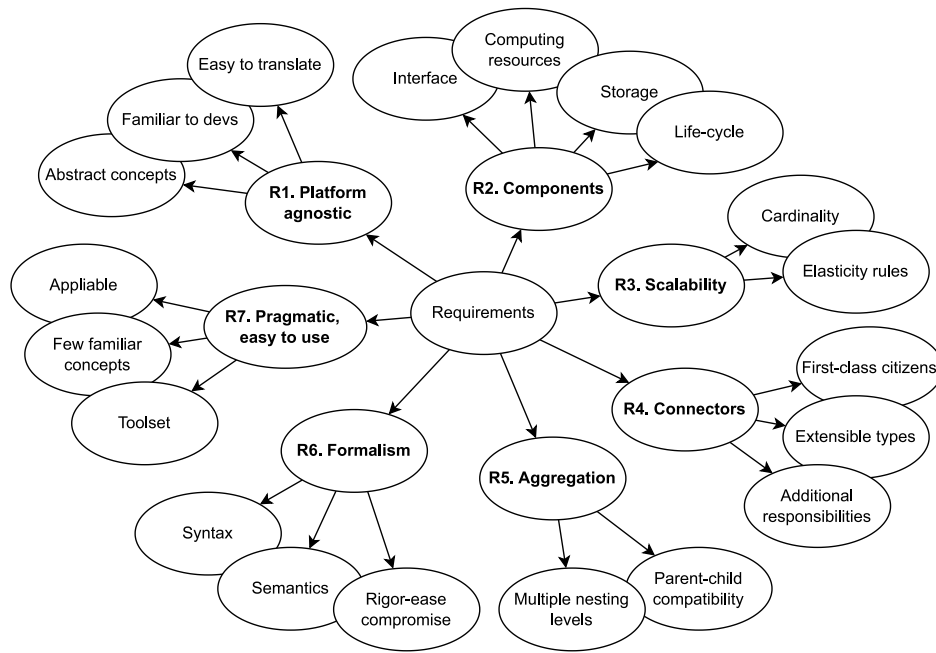 Easy to translate
Familiar to devs
Abstract concepts
R1. Platform
agnostic
Interface
Computing
resources
Storage
Life-cycle
R2. Components
Cardinality
Elasticity rules
R3. Scalability
Requirements
Appliable
Few familiar
concepts
Toolset
R7. Pragmatic,
easy to use
First-class citizens
Extensible types
Additional
responsibilities
R4. Connectors
R6. Formalism
Syntax
Semantics
Rigor-ease
compromise
R5. Aggregation
Multiple nesting
levels
Parent-child
compatibility